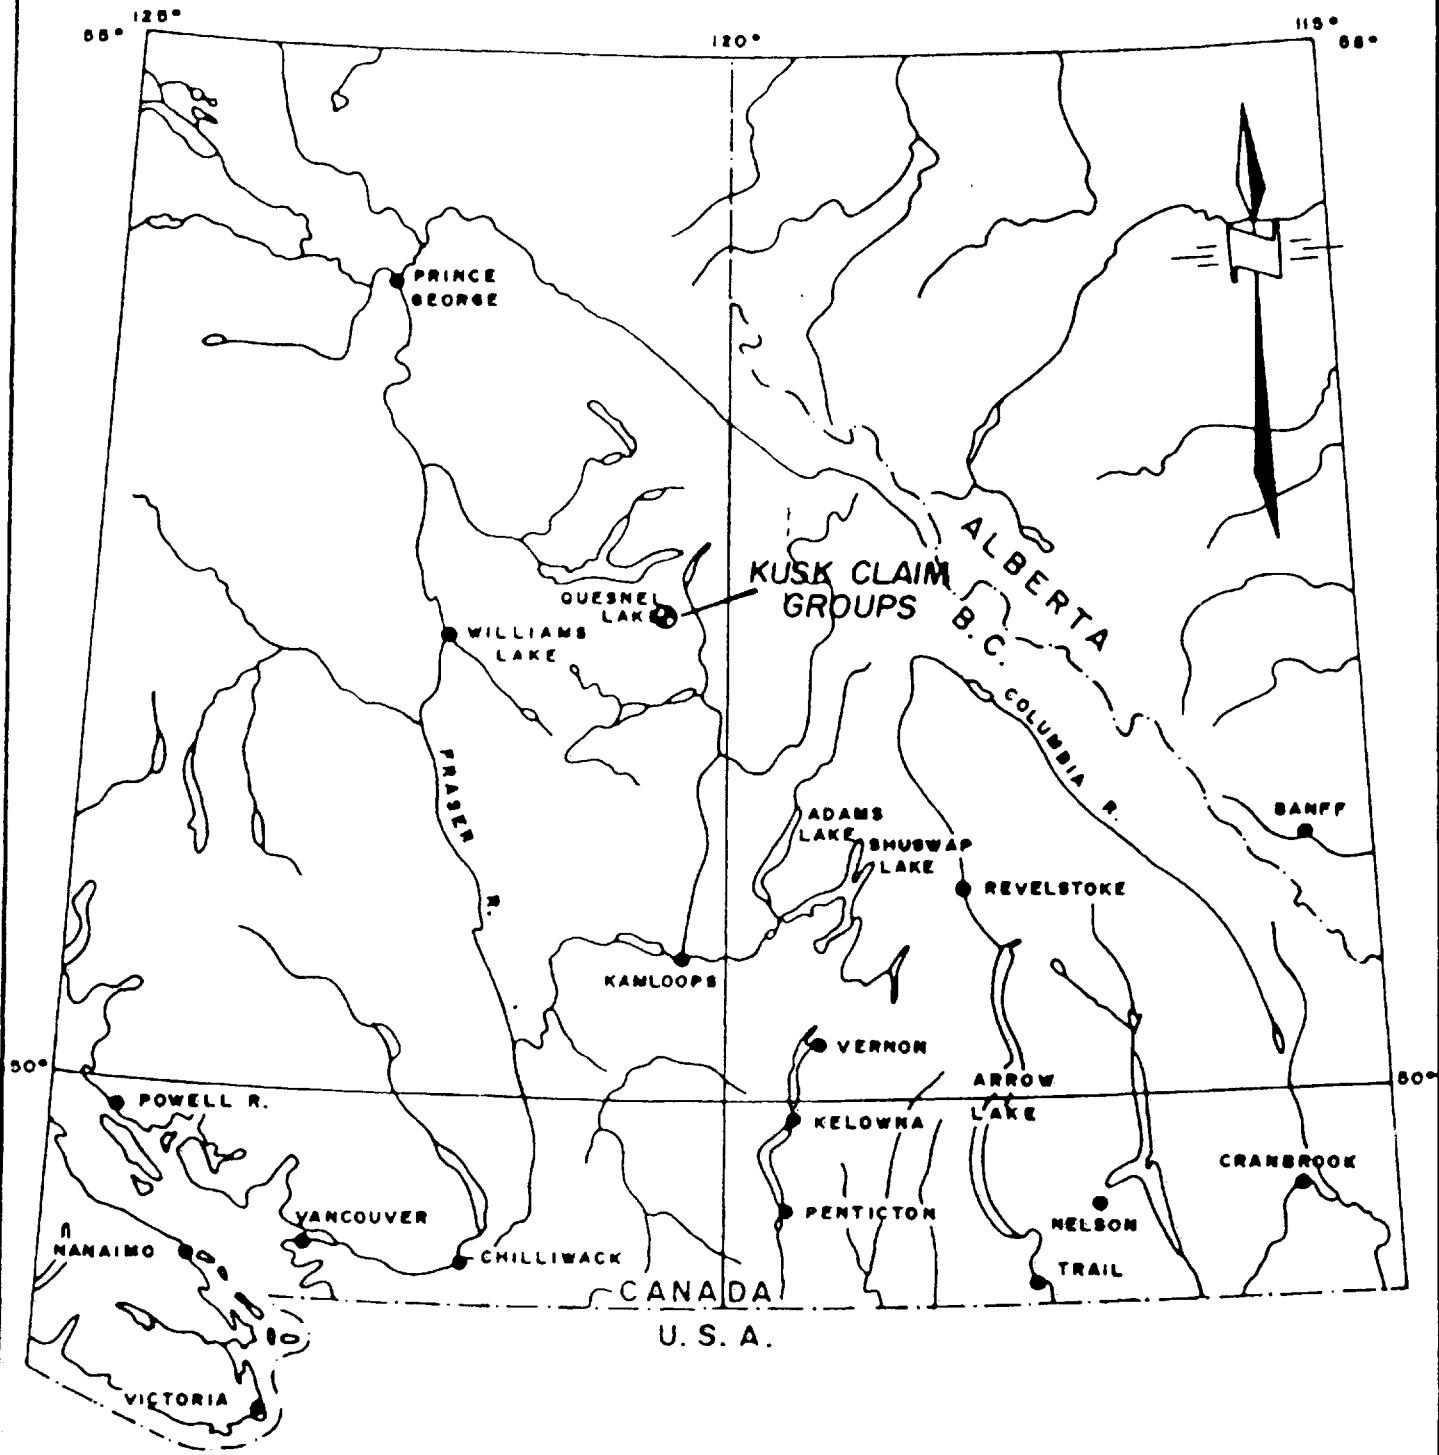 125°
55°
120°
115°
55°
PRINCE
GEORGE
ALBERTA
KUSK CLAIM
GROUPS
QUESNEL
LAKE
B.C.
WILLIAMS
LAKE
COLUMBIA R.
FRASER R.
BANFF
ADAMS
LAKE
SHUSWAP
LAKE
REVELSTOKE
KAMLOOPS
VERNON
50°
50°
ARROW
LAKE
POWELL R.
KELOWNA
CRANBROOK
VANCOUVER
PENTICTON
NELSON
NANAIMO
CHILLIWACK
TRAIL
CANADA
U.S.A.
VICTORIA